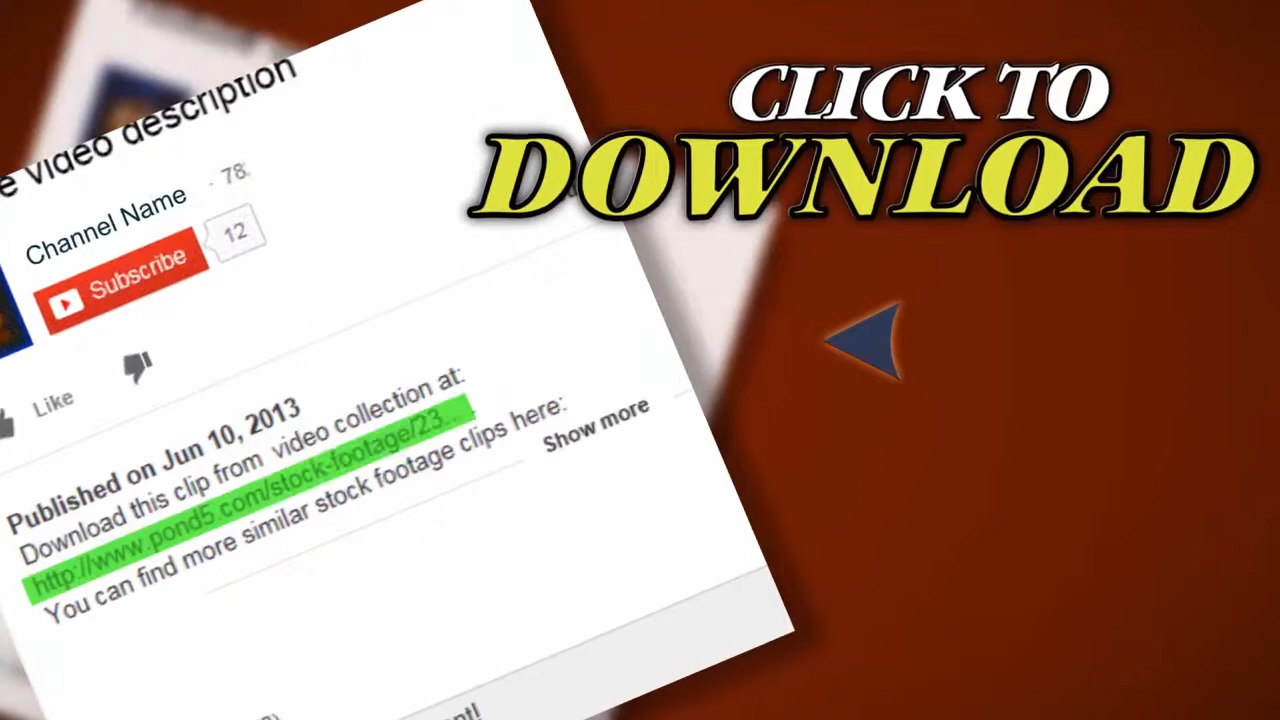 CLICK TO
DOWNLOAD
video description
Channel Name
78
Subscribe
12
Like
Published on Jun 10, 2013
Download this clip from video collection at:
http://www.pond5.com/stock-footage/23...
You can find more similar stock footage clips here:
Show more